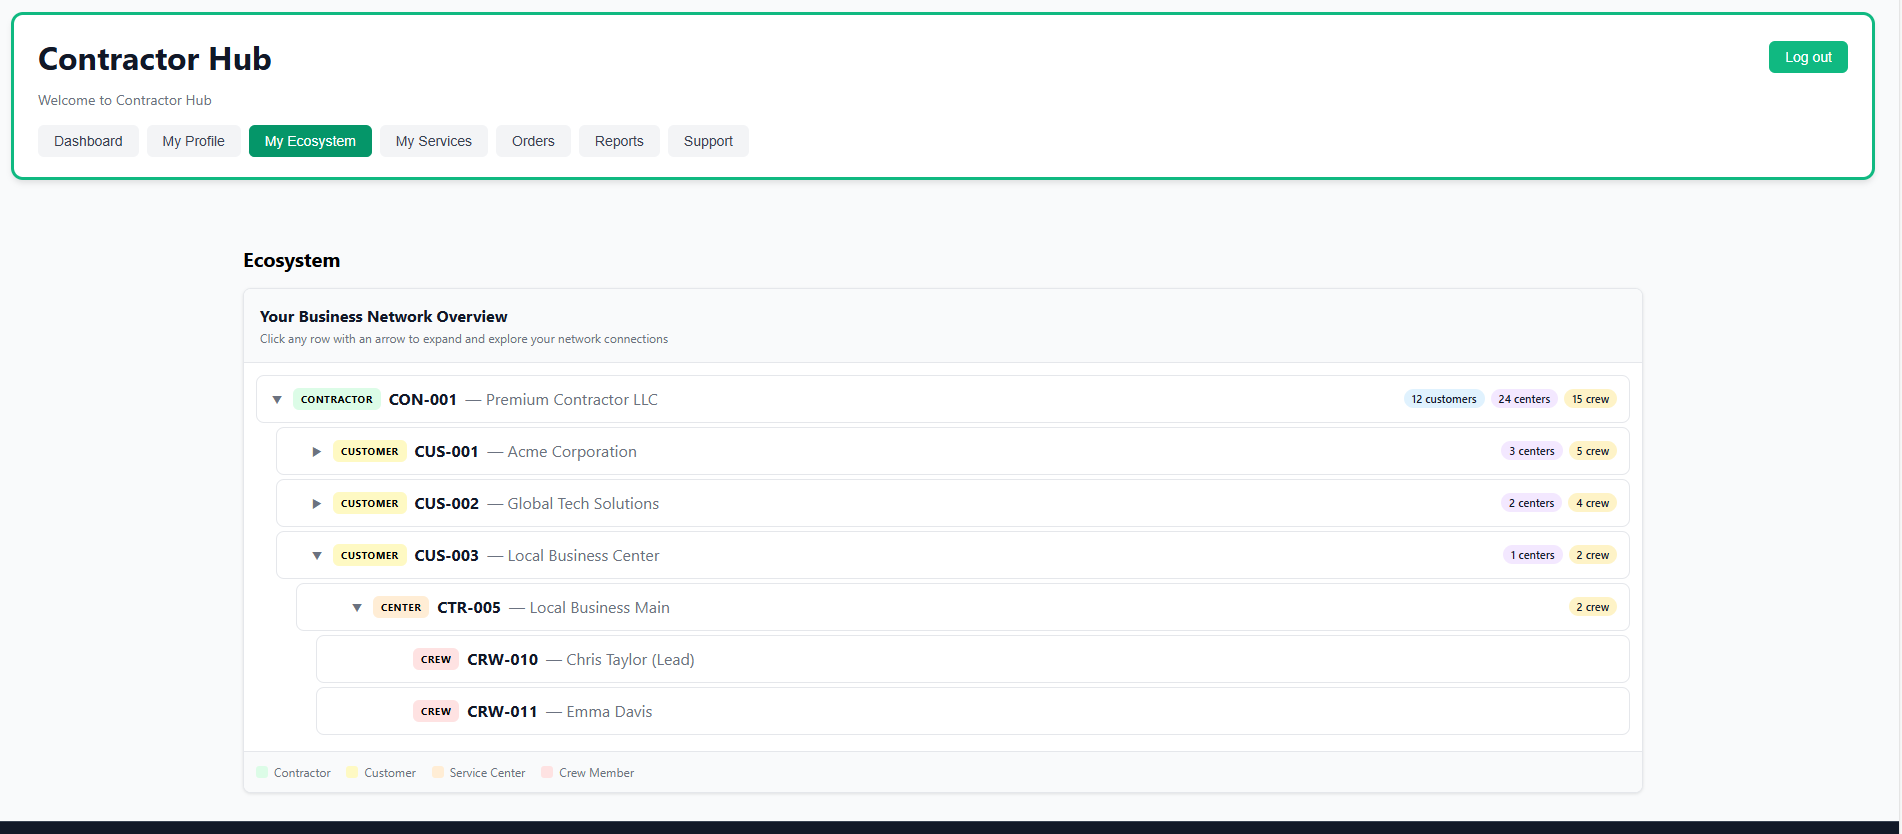 Contractor Hub
Log out
Welcome to Contractor Hub
Dashboard My Profile My Ecosystem My Services Orders Reports Support
Ecosystem
Your Business Network Overview
Click any row with an arrow to expand and explore your network connections
CONTRACTOR CON-001 — Premium Contractor LLC 12 customers 24 centers 15 crew
CUSTOMER CUS-001 — Acme Corporation 3 centers 5 crew
CUSTOMER CUS-002 — Global Tech Solutions 2 centers 4 crew
CUSTOMER CUS-003 — Local Business Center 1 centers 2 crew
CENTER CTR-005 — Local Business Main 2 crew
CREW CRW-010 — Chris Taylor (Lead)
CREW CRW-011 — Emma Davis
Contractor Customer Service Center Crew Member